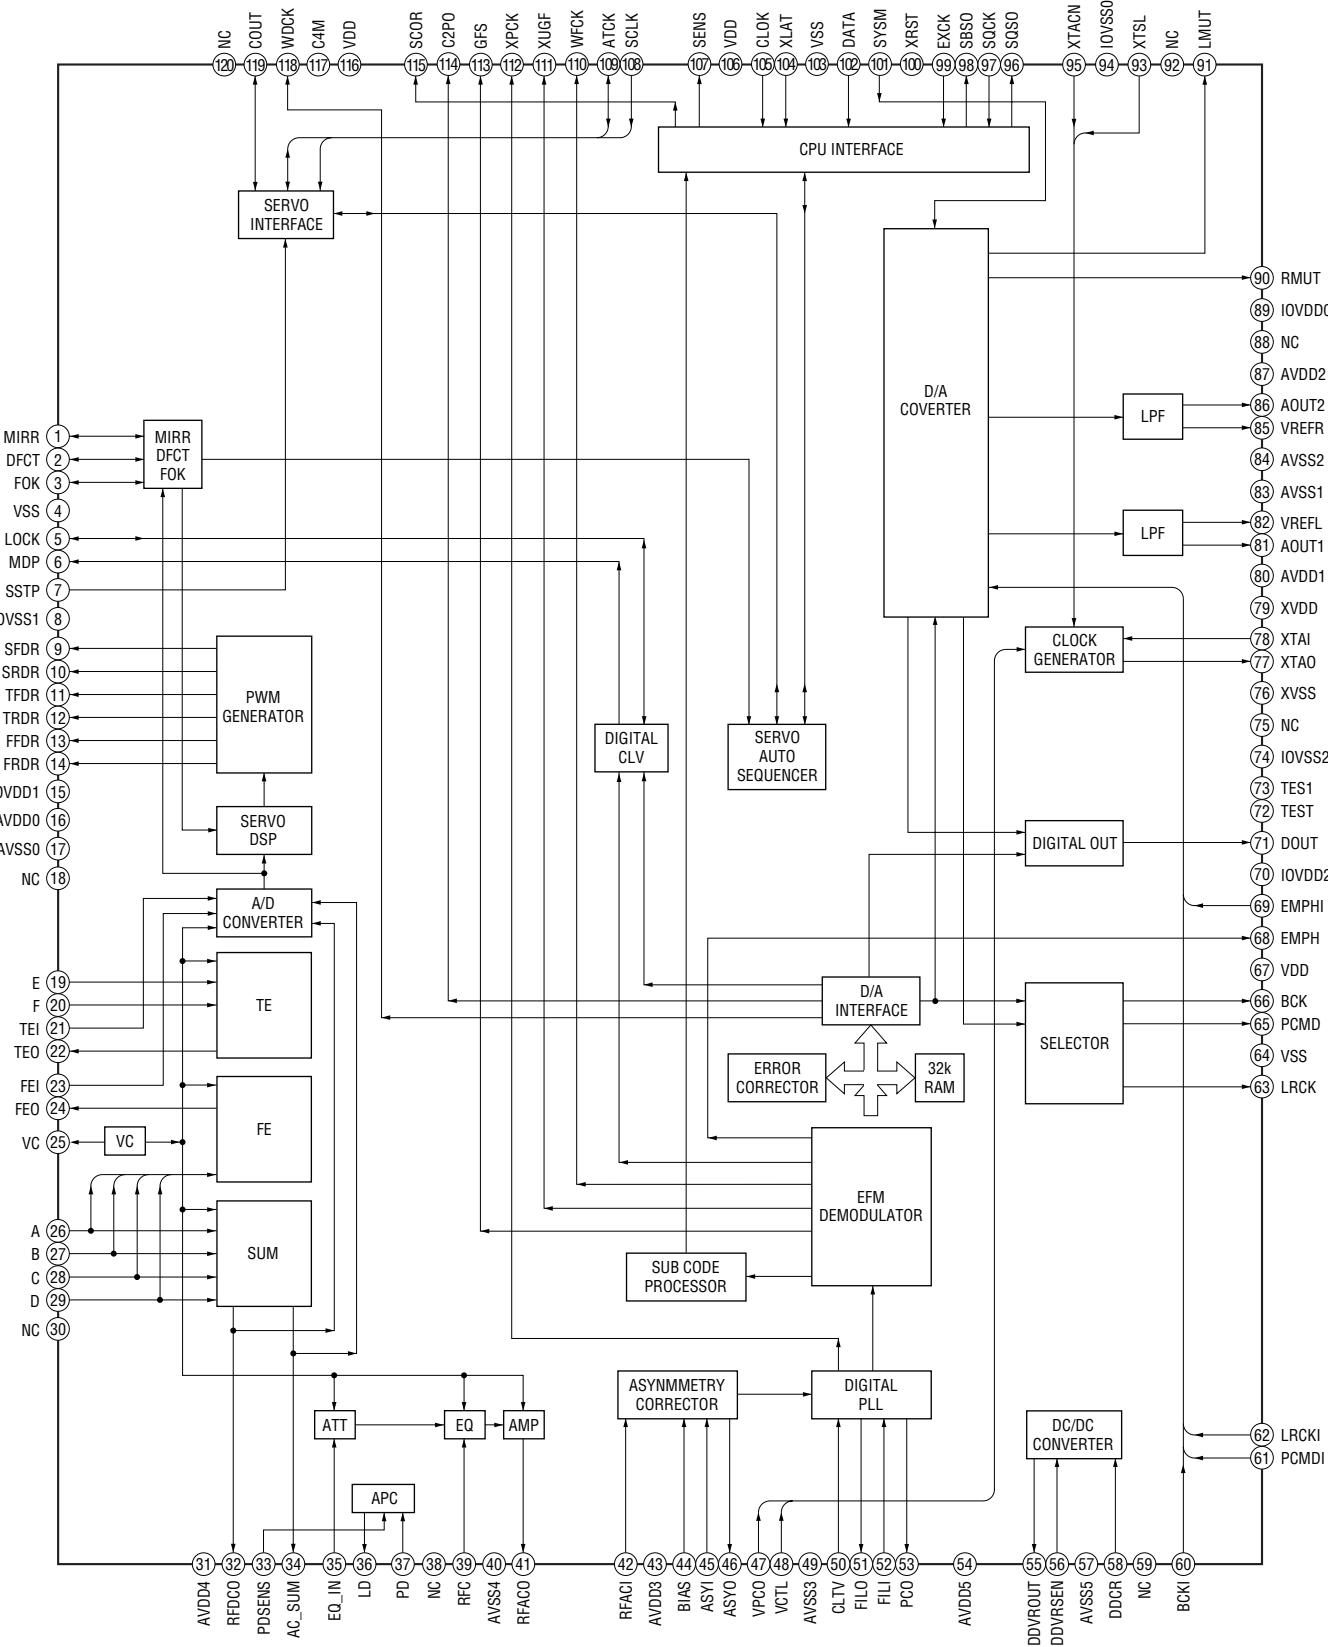 NC
COUT
WDCK
C4M
VDD
SCOR
C2PO
GFS
XPCK
XUGF
WFCK
ATCK
SCLK
SENS
VDD
CLOK
XLAT
VSS
DATA
SYSM
XRST
EXCK
SBSO
SQCK
SQSO
XTACN
IOVSS0
XTSL
NC
LMUT
120
119
118
117
116
115
114
113
112
111
110
109
108
107
106
105
104
103
102
101
100
99
98
97
96
95
94
93
92
91
CPU INTERFACE
SERVO
INTERFACE
D/A
COVERTER
90 RMUT
89 IOVDD0
88 NC
87 AVDD2
86 AOUT2
85 VREFR
84 AVSS2
83 AVSS1
82 VREFL
81 AOUT1
80 AVDD1
79 XVDD
78 XTAI
77 XTAO
76 XVSS
75 NC
74 IOVSS2
73 TES1
72 TEST
71 DOUT
70 IOVDD2
69 EMPHI
68 EMPH
67 VDD
66 BCK
65 PCMD
64 VSS
63 LRCK
62 LRCKI
61 PCMDI
LPF
LPF
CLOCK
GENERATOR
MIRR 1
DFCT 2
FOK 3
VSS 4
LOCK 5
MDP 6
SSTP 7
OVSS1 8
SFDR 9
SRDR 10
TFDR 11
TRDR 12
FFDR 13
FRDR 14
OVDD1 15
AVDD0 16
AVSS0 17
NC 18
E 19
F 20
TEI 21
TEO 22
FEI 23
FEO 24
VC 25
A 26
B 27
C 28
D 29
NC 30
MIRR
DFCT
FOK
PWM
GENERATOR
DIGITAL
CLV
SERVO
AUTO
SEQUENCER
SERVO
DSP
DIGITAL OUT
A/D
CONVERTER
TE
D/A
INTERFACE
SELECTOR
ERROR
CORRECTOR
32k
RAM
FE
VC
EFM
DEMODULATOR
SUM
SUB CODE
PROCESSOR
ASYNMMETRY
CORRECTOR
DIGITAL
PLL
ATT
EQ
AMP
DC/DC
CONVERTER
APC
31
32
33
34
35
36
37
38
39
40
41
42
43
44
45
46
47
48
49
50
51
52
53
54
55
56
57
58
59
60
AVDD4
RFDCO
PDSENS
AC_SUM
EQ_IN
LD
PD
NC
RFC
AVSS4
RFACO
RFACI
AVDD3
BIAS
ASYI
ASYO
VPCO
VCTL
AVSS3
CLTV
FILO
FILI
PCO
AVDD5
DDVROUT
DDVRSEN
AVSS5
DDCR
NC
BCKI